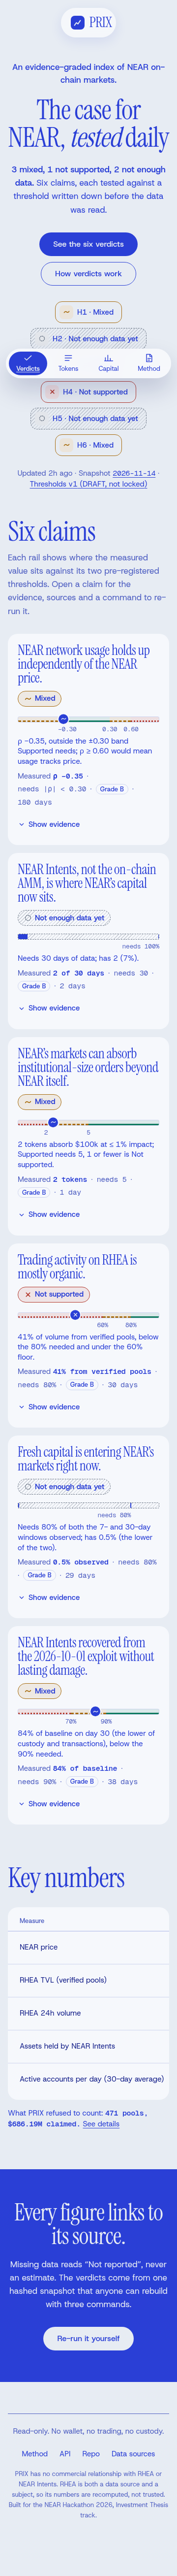 PRIX
An evidence-graded index of NEAR on-
chain markets.
The case for
NEAR, tested daily
3 mixed, 1 not supported, 2 not enough
data. Six claims, each tested against a
threshold written down before the data
was read.
See the six verdicts
How verdicts work
H1 · Mixed
H2 · Not enough data yet
Verdicts
Tokens
Capital
Method
H4 · Not supported
H5 · Not enough data yet
H6 · Mixed
Updated 2h ago · Snapshot 2026-11-14 ·
Thresholds v1 (DRAFT, not locked)
Six claims
Each rail shows where the measured
value sits against its two pre-registered
thresholds. Open a claim for the
evidence, sources and a command to re-
run it.
NEAR network usage holds up
independently of the NEAR
price.
Mixed
-0.30 0.30 0.60
ρ -0.35, outside the ±0.30 band
Supported needs; ρ ≥ 0.60 would mean
usage tracks price.
Measured ρ -0.35 ·
needs |ρ| < 0.30 · Grade B ·
180 days
Show evidence
NEAR Intents, not the on-chain
AMM, is where NEAR's capital
now sits.
Not enough data yet
needs 100%
Needs 30 days of data; has 2 (7%).
Measured 2 of 30 days · needs 30 ·
Grade B · 2 days
Show evidence
NEAR's markets can absorb
institutional-size orders beyond
NEAR itself.
Mixed
2 5
2 tokens absorb $100k at ≤ 1% impact;
Supported needs 5, 1 or fewer is Not
supported.
Measured 2 tokens · needs 5 ·
Grade B · 1 day
Show evidence
Trading activity on RHEA is
mostly organic.
Not supported
60% 80%
41% of volume from verified pools, below
the 80% needed and under the 60%
floor.
Measured 41% from verified pools ·
needs 80% · Grade B · 30 days
Show evidence
Fresh capital is entering NEAR's
markets right now.
Not enough data yet
needs 80%
Needs 80% of both the 7- and 30-day
windows observed; has 0.5% (the lower
of the two).
Measured 0.5% observed · needs 80%
· Grade B · 29 days
Show evidence
NEAR Intents recovered from
the 2026-10-01 exploit without
lasting damage.
Mixed
70% 90%
84% of baseline on day 30 (the lower of
custody and transactions), below the
90% needed.
Measured 84% of baseline ·
needs 90% · Grade B · 38 days
Show evidence
Key numbers
Measure
NEAR price
RHEA TVL (verified pools)
RHEA 24h volume
Assets held by NEAR Intents
Active accounts per day (30-day average)
What PRIX refused to count: 471 pools,
$686.19M claimed. See details
Every figure links to
its source.
Missing data reads "Not reported", never
an estimate. The verdicts come from one
hashed snapshot that anyone can rebuild
with three commands.
Re-run it yourself
Read-only. No wallet, no trading, no custody.
Method API Repo Data sources
PRIX has no commercial relationship with RHEA or
NEAR Intents. RHEA is both a data source and a
subject, so its numbers are recomputed, not trusted.
Built for the NEAR Hackathon 2026, Investment Thesis
track.